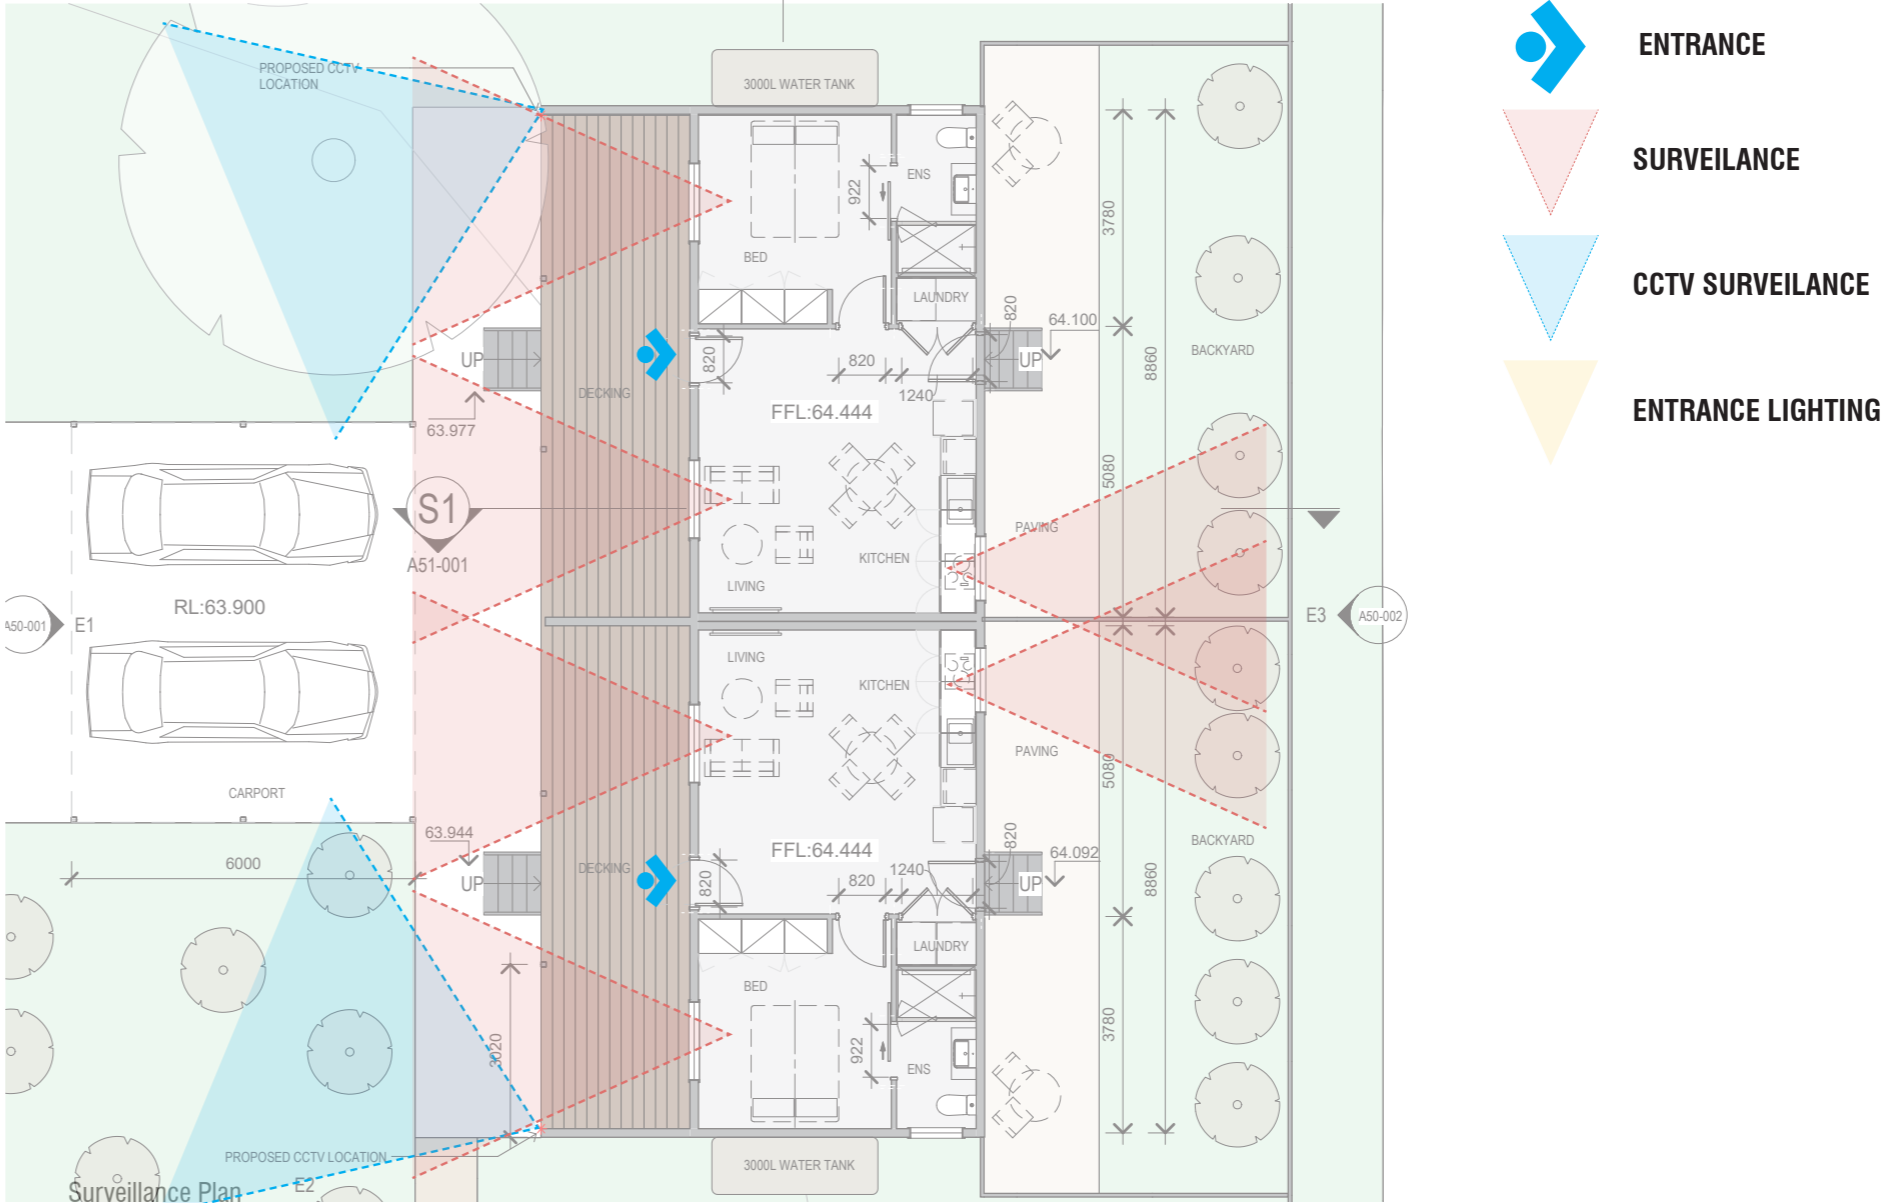 PROPOSED CCTV
LOCATION
3000L WATER TANK
ENTRANCE
SURVEILANCE
CCTV SURVEILANCE
ENTRANCE LIGHTING
ENS
922
3780
BED
LAUNDRY
820
64.100
UP
820
820
UP
BACKYARD
8860
DECKING
1240
FFL:64.444
63.977
5080
S1
PAVING
A51-001
KITCHEN
LIVING
RL:63.900
A50-001
E1
E3
A50-002
LIVING
KITCHEN
PAVING
5080
CARPORT
63.944
820
BACKYARD
FFL:64.444
64.092
6000
DECKING
820
1240
UP
820
UP
8860
LAUNDRY
BED
3020
922
3780
ENS
PROPOSED CCTV LOCATION
3000L WATER TANK
Surveillance Plan
E2